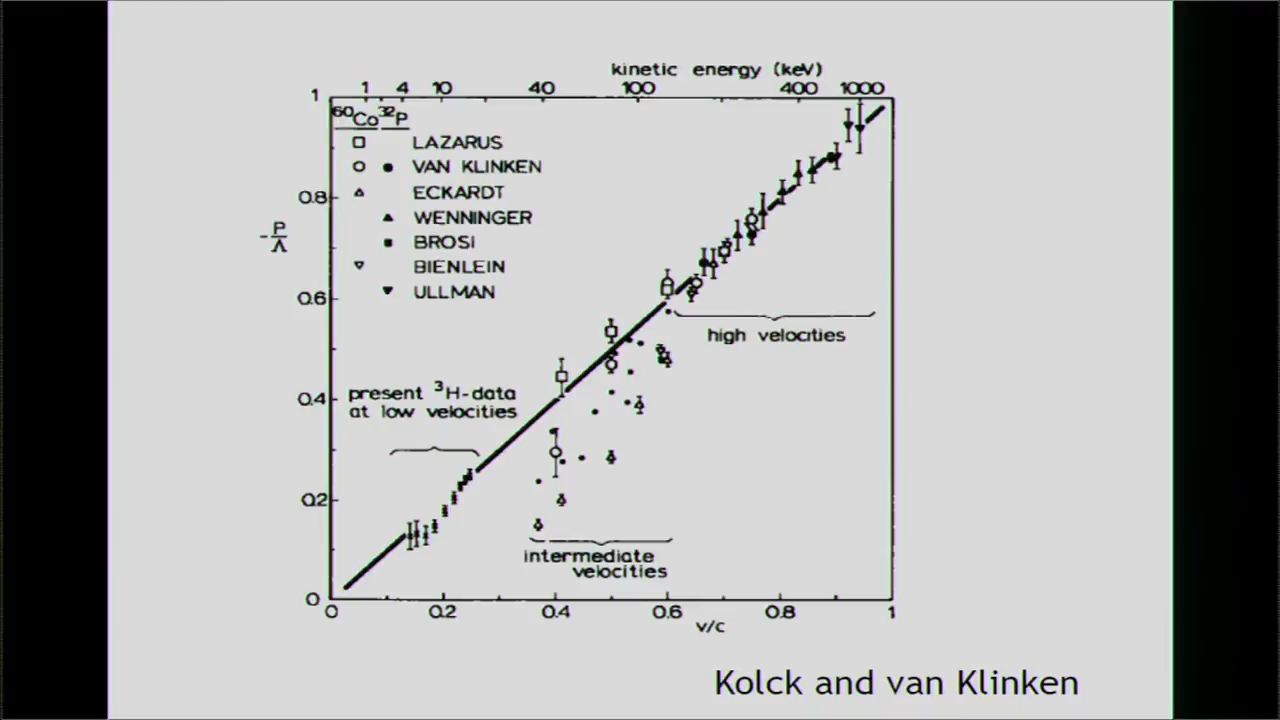 kinetic energy (keV)
1 4 10 40 100 400 1000
1
0.8
0.6
0.4
0.2
0
-P/Λ
60Co 32P
LAZARUS
VAN KLINKEN
ECKARDT
WENNINGER
BROSI
BIENLEIN
ULLMAN
high velocities
present 3H-data
at low velocities
intermediate
velocities
0 0.2 0.4 0.6 0.8 1
v/c
Kolck and van Klinken